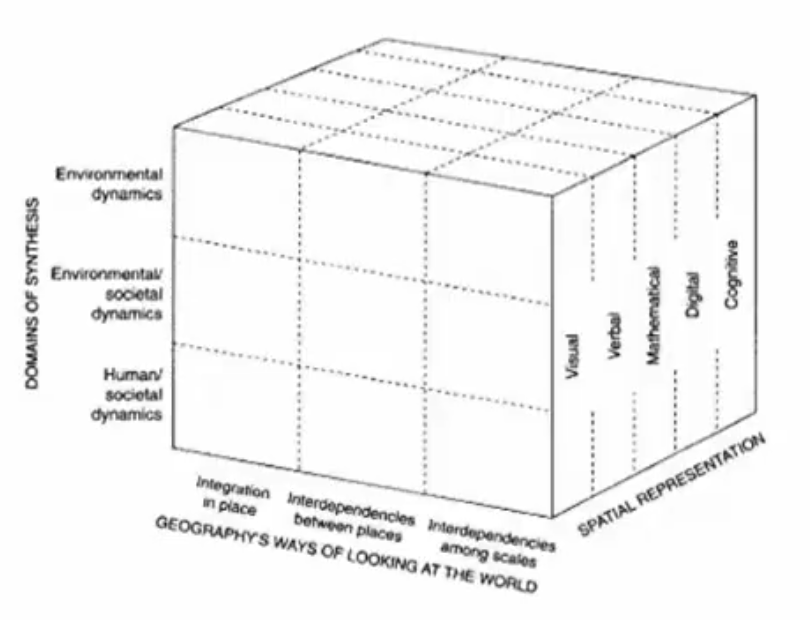 DOMAINS OF SYNTHESIS
Environmental
dynamics
Environmental/
societal
dynamics
Human/
societal
dynamics
Visual
Verbal
Mathematical
Digital
Cognitive
Integration
in place
Interdependencies
between places
Interdependencies
among scales
GEOGRAPHY'S WAYS OF LOOKING AT THE WORLD
SPATIAL REPRESENTATION